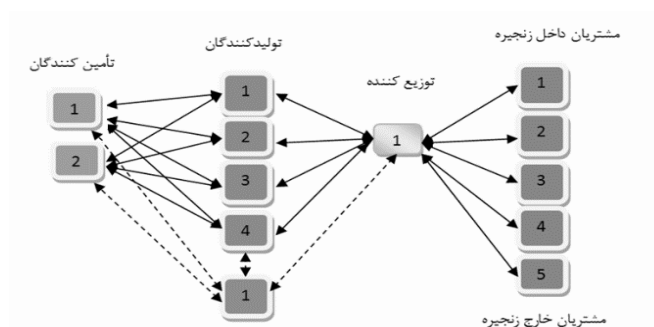 مشتریان داخل زنجیره
تولیدکنندگان
تأمین کنندگان
توزیع کننده
1
2
1
2
3
4
1
1
1
2
3
4
5
مشتریان خارج زنجیره